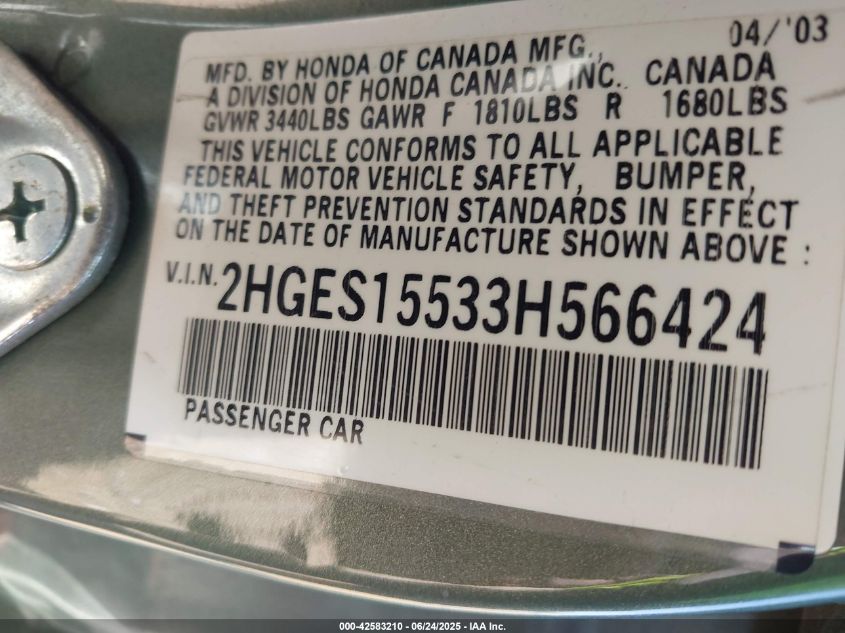 04/'03
MFD. BY HONDA OF CANADA MFG.,
A DIVISION OF HONDA CANADA INC. CANADA
GVWR 3440LBS GAWR F 1810LBS R 1680LBS
THIS VEHICLE CONFORMS TO ALL APPLICABLE
FEDERAL MOTOR VEHICLE SAFETY, BUMPER,
AND THEFT PREVENTION STANDARDS IN EFFECT
ON THE DATE OF MANUFACTURE SHOWN ABOVE :
V.I.N. 2HGES15533H566424
PASSENGER CAR
000-42583210 - 06/24/2025 - IAA Inc.